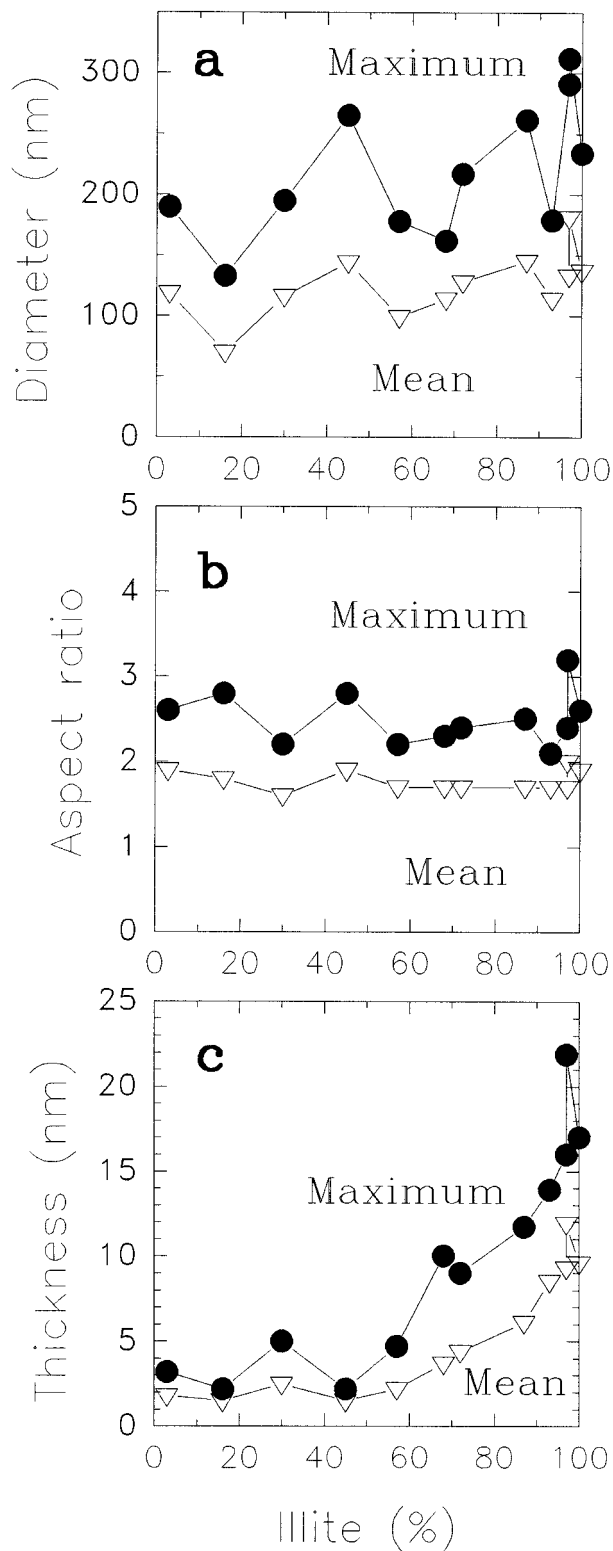 a
Maximum
Mean
Diameter (nm)
300
200
100
0
0 20 40 60 80 100
b
Maximum
Mean
Aspect ratio
5
4
3
2
1
0
0 20 40 60 80 100
c
Maximum
Mean
Thickness (nm)
25
20
15
10
5
0
0 20 40 60 80 100
Illite (%)